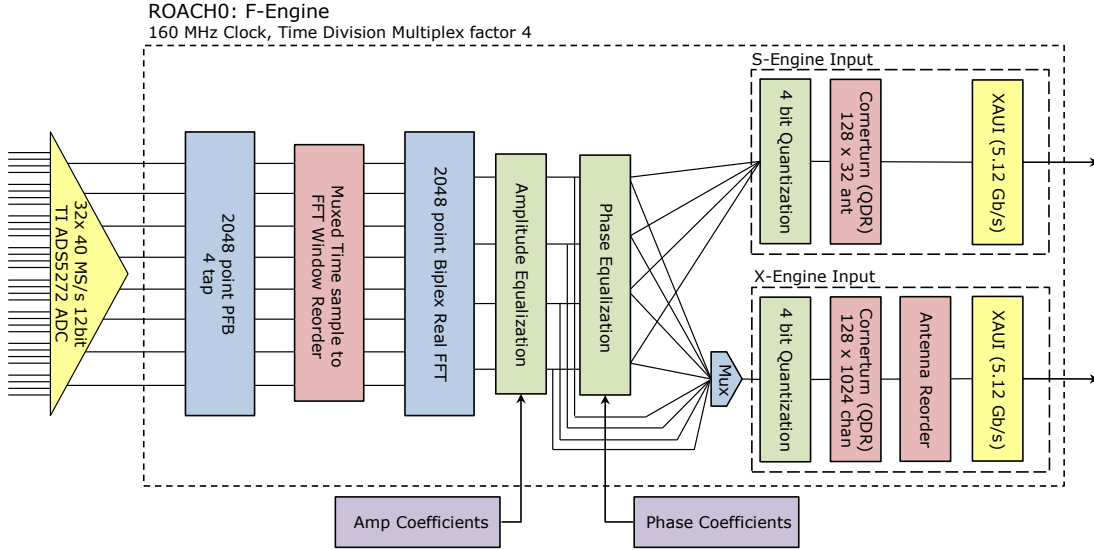 ROACH0: F-Engine
160 MHz Clock, Time Division Multiplex factor 4
32x 40 MS/s 12bit
TI ADS5272 ADC
2048 point PFB
4 tap
Muxed Time sample to
FFT Window Reorder
2048 point Biplex Real FFT
Amplitude Equalization
Phase Equalization
Mux
S-Engine Input
4 bit Quantization
Cornerturn (QDR)
128 x 32 ant
XAUI (5.12 Gb/s)
X-Engine Input
4 bit Quantization
Cornerturn (QDR)
128 x 1024 chan
Antenna Reorder
XAUI (5.12 Gb/s)
Amp Coefficients
Phase Coefficients